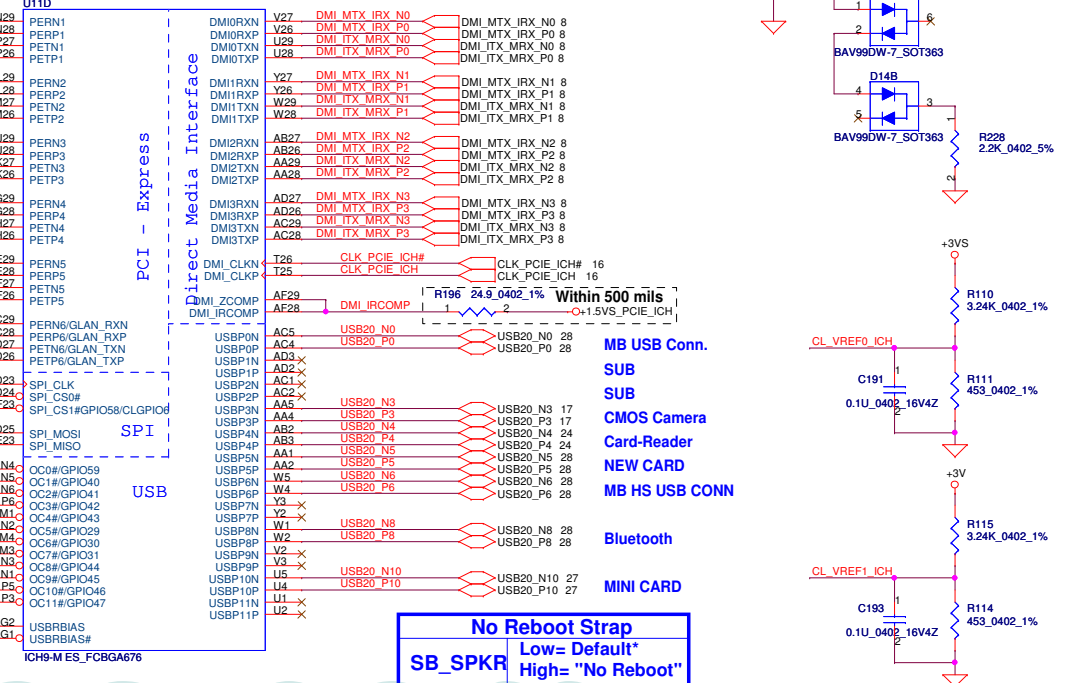 U11D
PERN1 DMI0RXN V27 DMI_MTX_IRX_N0 DMI_MTX_IRX_N0 8
PERP1 DMI0RXP V26 DMI_MTX_IRX_P0 DMI_MTX_IRX_P0 8
PETN1 DMI0TXN U29 DMI_ITX_MRX_N0 DMI_ITX_MRX_N0 8
PETP1 DMI0TXP U28 DMI_ITX_MRX_P0 DMI_ITX_MRX_P0 8
PERN2 DMI1RXN Y27 DMI_MTX_IRX_N1 DMI_MTX_IRX_N1 8
PERP2 DMI1RXP Y26 DMI_MTX_IRX_P1 DMI_MTX_IRX_P1 8
PETN2 DMI1TXN W29 DMI_ITX_MRX_N1 DMI_ITX_MRX_N1 8
PETP2 DMI1TXP W28 DMI_ITX_MRX_P1 DMI_ITX_MRX_P1 8
PERN3 DMI2RXN AB27 DMI_MTX_IRX_N2 DMI_MTX_IRX_N2 8
PERP3 DMI2RXP AB26 DMI_MTX_IRX_P2 DMI_MTX_IRX_P2 8
PETN3 DMI2TXN AA29 DMI_ITX_MRX_N2 DMI_ITX_MRX_N2 8
PETP3 DMI2TXP AA28 DMI_ITX_MRX_P2 DMI_ITX_MRX_P2 8
PERN4 DMI3RXN AD27 DMI_MTX_IRX_N3 DMI_MTX_IRX_N3 8
PERP4 DMI3RXP AD26 DMI_MTX_IRX_P3 DMI_MTX_IRX_P3 8
PETN4 DMI3TXN AC29 DMI_ITX_MRX_N3 DMI_ITX_MRX_N3 8
PETP4 DMI3TXP AC28 DMI_ITX_MRX_P3 DMI_ITX_MRX_P3 8
PERN5 DMI_CLKN T26 CLK_PCIE_ICH# CLK_PCIE_ICH# 16
PERP5 DMI_CLKP T25 CLK_PCIE_ICH CLK_PCIE_ICH 16
PETN5
PETP5 DMI_ZCOMP AF29 R196 24.9_0402_1% Within 500 mils
DMI_IRCOMP AF28 DMI_IRCOMP 1 2 +1.5VS_PCIE_ICH
PCI - Express
Direct Media Interface
PERN6/GLAN_RXN
PERP6/GLAN_RXP USBP0N AC5 USB20_N0 USB20_N0 28
PETN6/GLAN_TXN USBP0P AC4 USB20_P0 USB20_P0 28 MB USB Conn.
PETP6/GLAN_TXP USBP1N AD3
USBP1P AD2 SUB
SPI_CLK USBP2N AC1
SPI_CS0# USBP2P AC2 SUB
SPI_CS1#GPIO58/CLGPIO6 USBP3N AA5 USB20_N3 USB20_N3 17
USBP3P AA4 USB20_P3 USB20_P3 17 CMOS Camera
SPI_MOSI SPI USBP4N AB2 USB20_N4 USB20_N4 24
SPI_MISO USBP4P AB3 USB20_P4 USB20_P4 24 Card-Reader
USBP5N AA1 USB20_N5 USB20_N5 28
OC0#/GPIO59 USBP5P AA2 USB20_P5 USB20_P5 28 NEW CARD
OC1#/GPIO40 USBP6N W5 USB20_N6 USB20_N6 28
OC2#/GPIO41 USB USBP6P W4 USB20_P6 USB20_P6 28 MB HS USB CONN
OC3#/GPIO42 USBP7N Y3
OC4#/GPIO43 USBP7P Y2
OC5#/GPIO29 USBP8N W1 USB20_N8 USB20_N8 28
OC6#/GPIO30 USBP8P W2 USB20_P8 USB20_P8 28 Bluetooth
OC7#/GPIO31 USBP9N V2
OC8#/GPIO44 USBP9P V3
OC9#/GPIO45 USBP10N U5 USB20_N10 USB20_N10 27
OC10#/GPIO46 USBP10P U4 USB20_P10 USB20_P10 27 MINI CARD
OC11#/GPIO47 USBP11N U1
USBP11P U2
USBRBIAS
USBRBIAS#
ICH9-M ES_FCBGA676
No Reboot Strap
SB_SPKR Low= Default*
High= "No Reboot"
1 6
2
BAV99DW-7_SOT363
D14B
4 3
5
BAV99DW-7_SOT363
1
R228
2.2K_0402_5%
2
+3VS
R110
3.24K_0402_1%
CL_VREF0_ICH
1
C191 R111
453_0402_1%
0.1U_0402_16V4Z
2
+3V
R115
3.24K_0402_1%
CL_VREF1_ICH
1
C193 R114
453_0402_1%
0.1U_0402_16V4Z
2